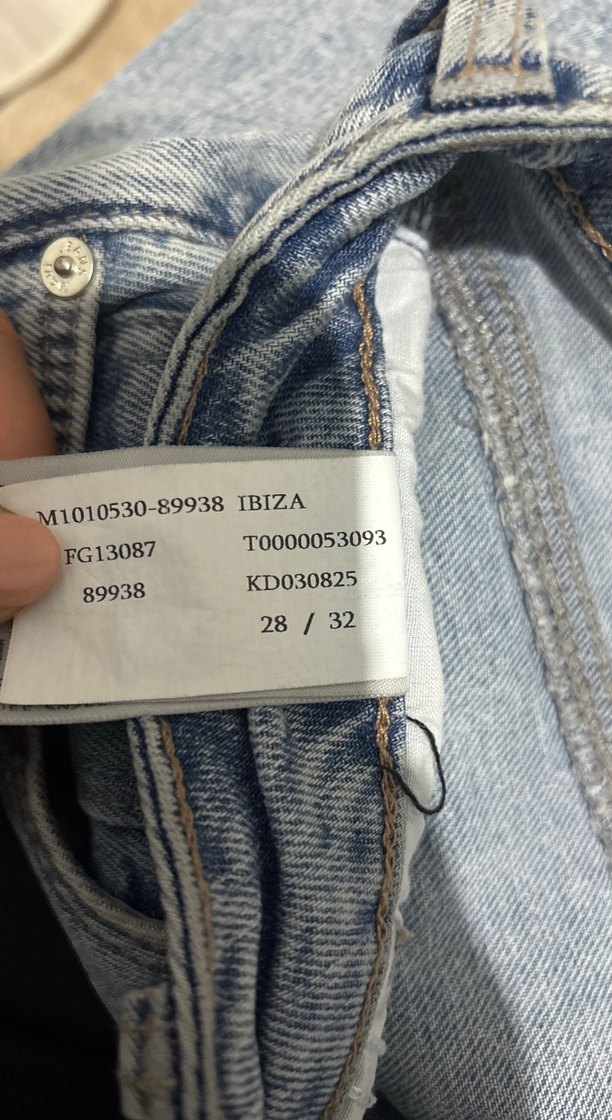 M1010530-89938 IBIZA
FG13087 T0000053093
89938 KD030825
28 / 32